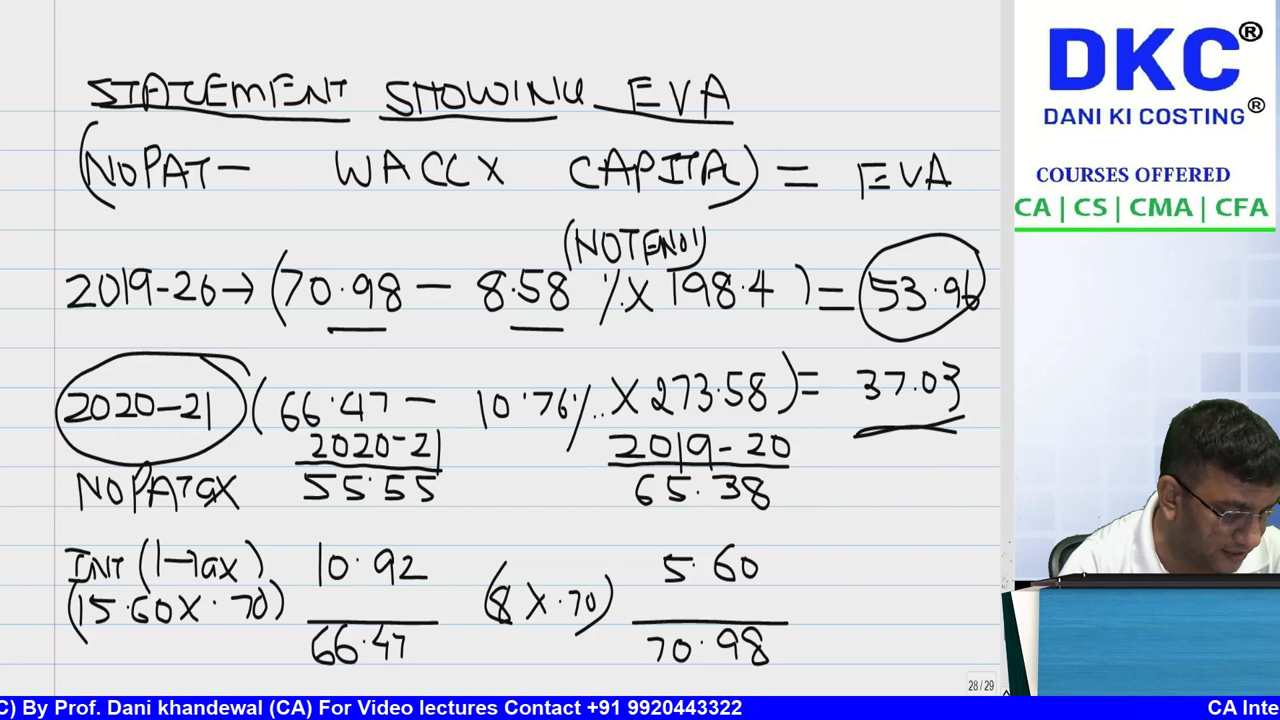 STATEMENT SHOWING EVA
(NOPAT - WACC X CAPITAL) = EVA
(NOTE NO1)
2019-20 → (70.98 - 8.58 % X 198.4) = 53.96
2020-21 (66.47 - 10.76% X 273.58) = 37.03
2020-21 2019-20
NOPATax 55.55 65.38
INT (1-Tax) 10.92 5.60
(15.60 X .70) (8 X .70)
66.47 70.98
28 / 29
DKC®
DANI KI COSTING®
COURSES OFFERED
CA | CS | CMA | CFA
C) By Prof. Dani khandewal (CA) For Video lectures Contact +91 9920443322 CA Inte